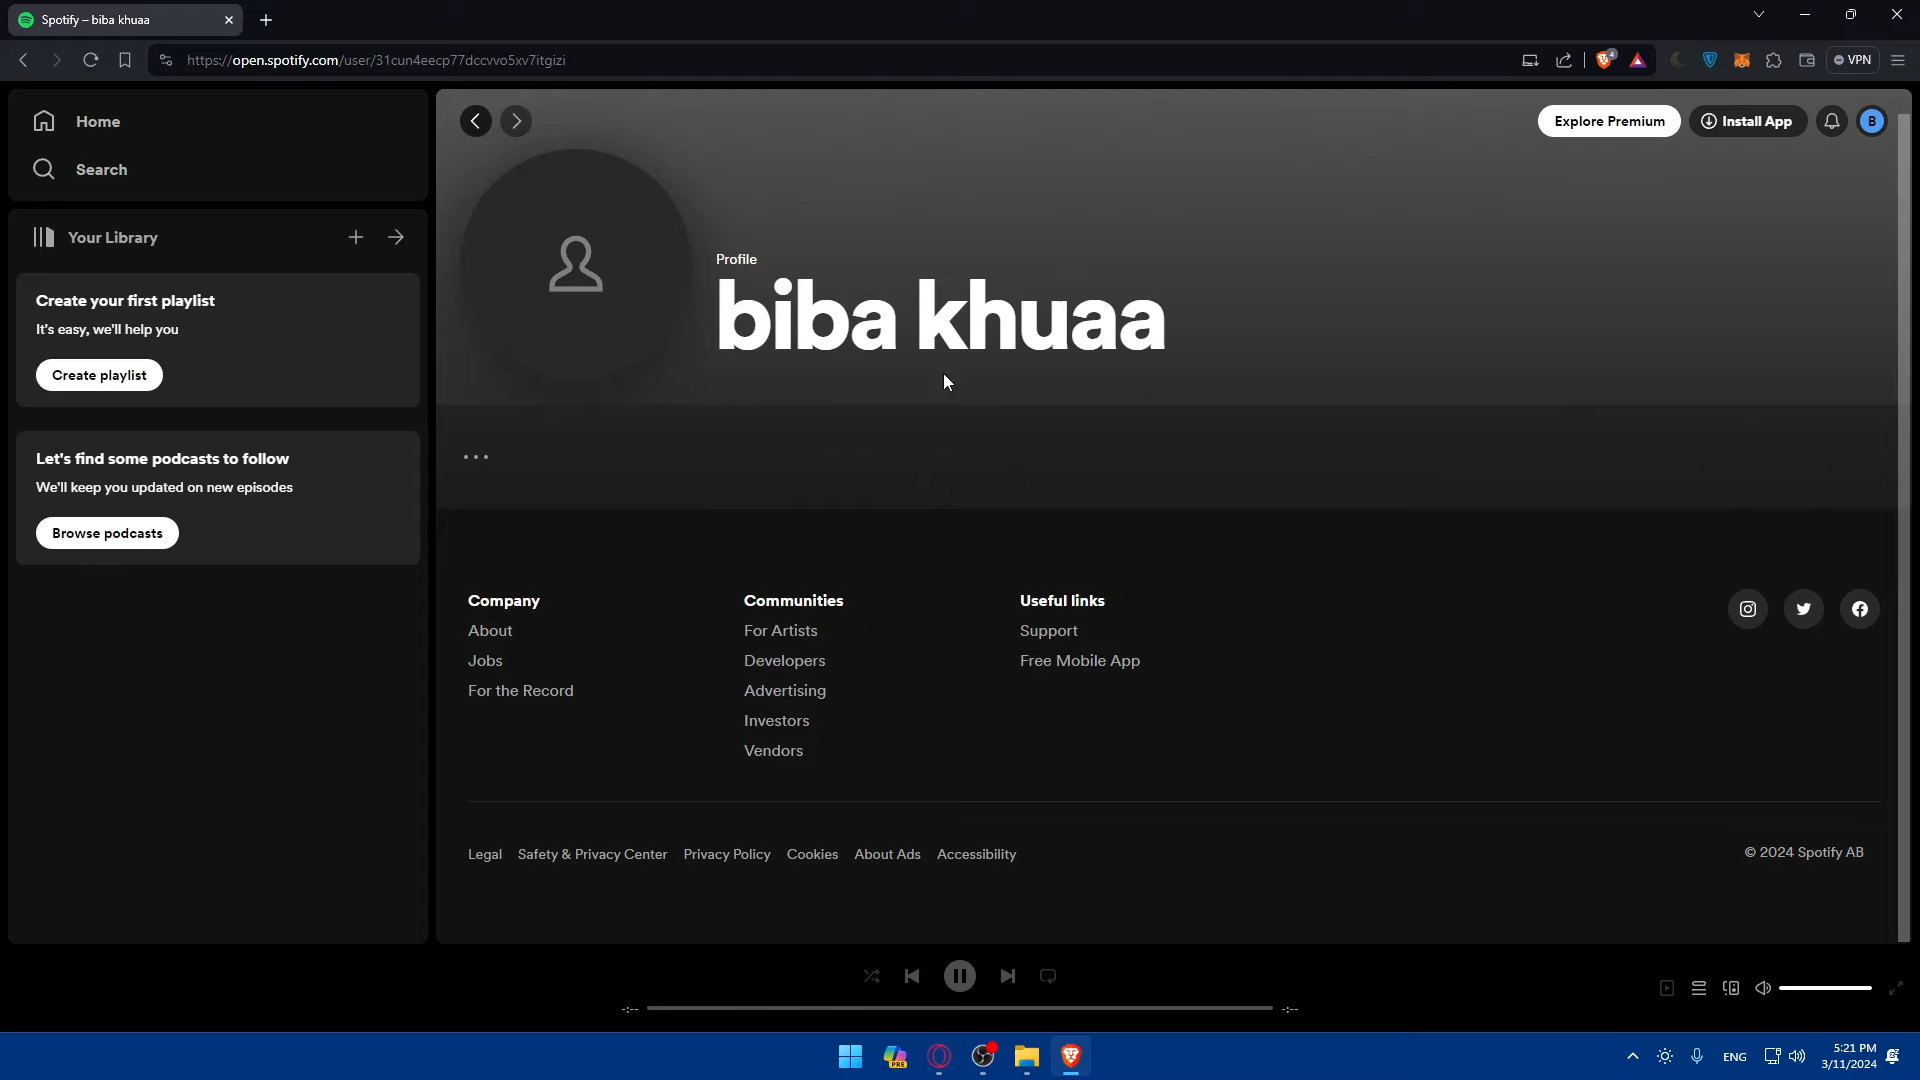 Spotify – biba khuaa
https://open.spotify.com/user/31cun4eecp77dccvvo5xv7itgizi
4
VPN
Home
Search
Your Library
Create your first playlist
It's easy, we'll help you
Create playlist
Let's find some podcasts to follow
We'll keep you updated on new episodes
Browse podcasts
Explore Premium
Install App
B
Profile
biba khuaa
Company
About
Jobs
For the Record
Communities
For Artists
Developers
Advertising
Investors
Vendors
Useful links
Support
Free Mobile App
Legal Safety & Privacy Center Privacy Policy Cookies About Ads Accessibility
© 2024 Spotify AB
-:--
-:--
PRE
ENG
5:21 PM
3/11/2024